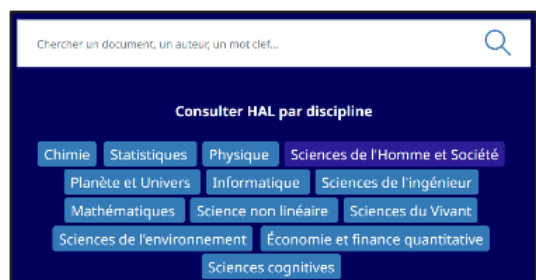 Chercher un document, un auteur, un mot clef...
Consulter HAL par discipline
Chimie Statistiques Physique Sciences de l'Homme et Société
Planète et Univers Informatique Sciences de l'ingénieur
Mathématiques Science non linéaire Sciences du Vivant
Sciences de l'environnement Économie et finance quantitative
Sciences cognitives